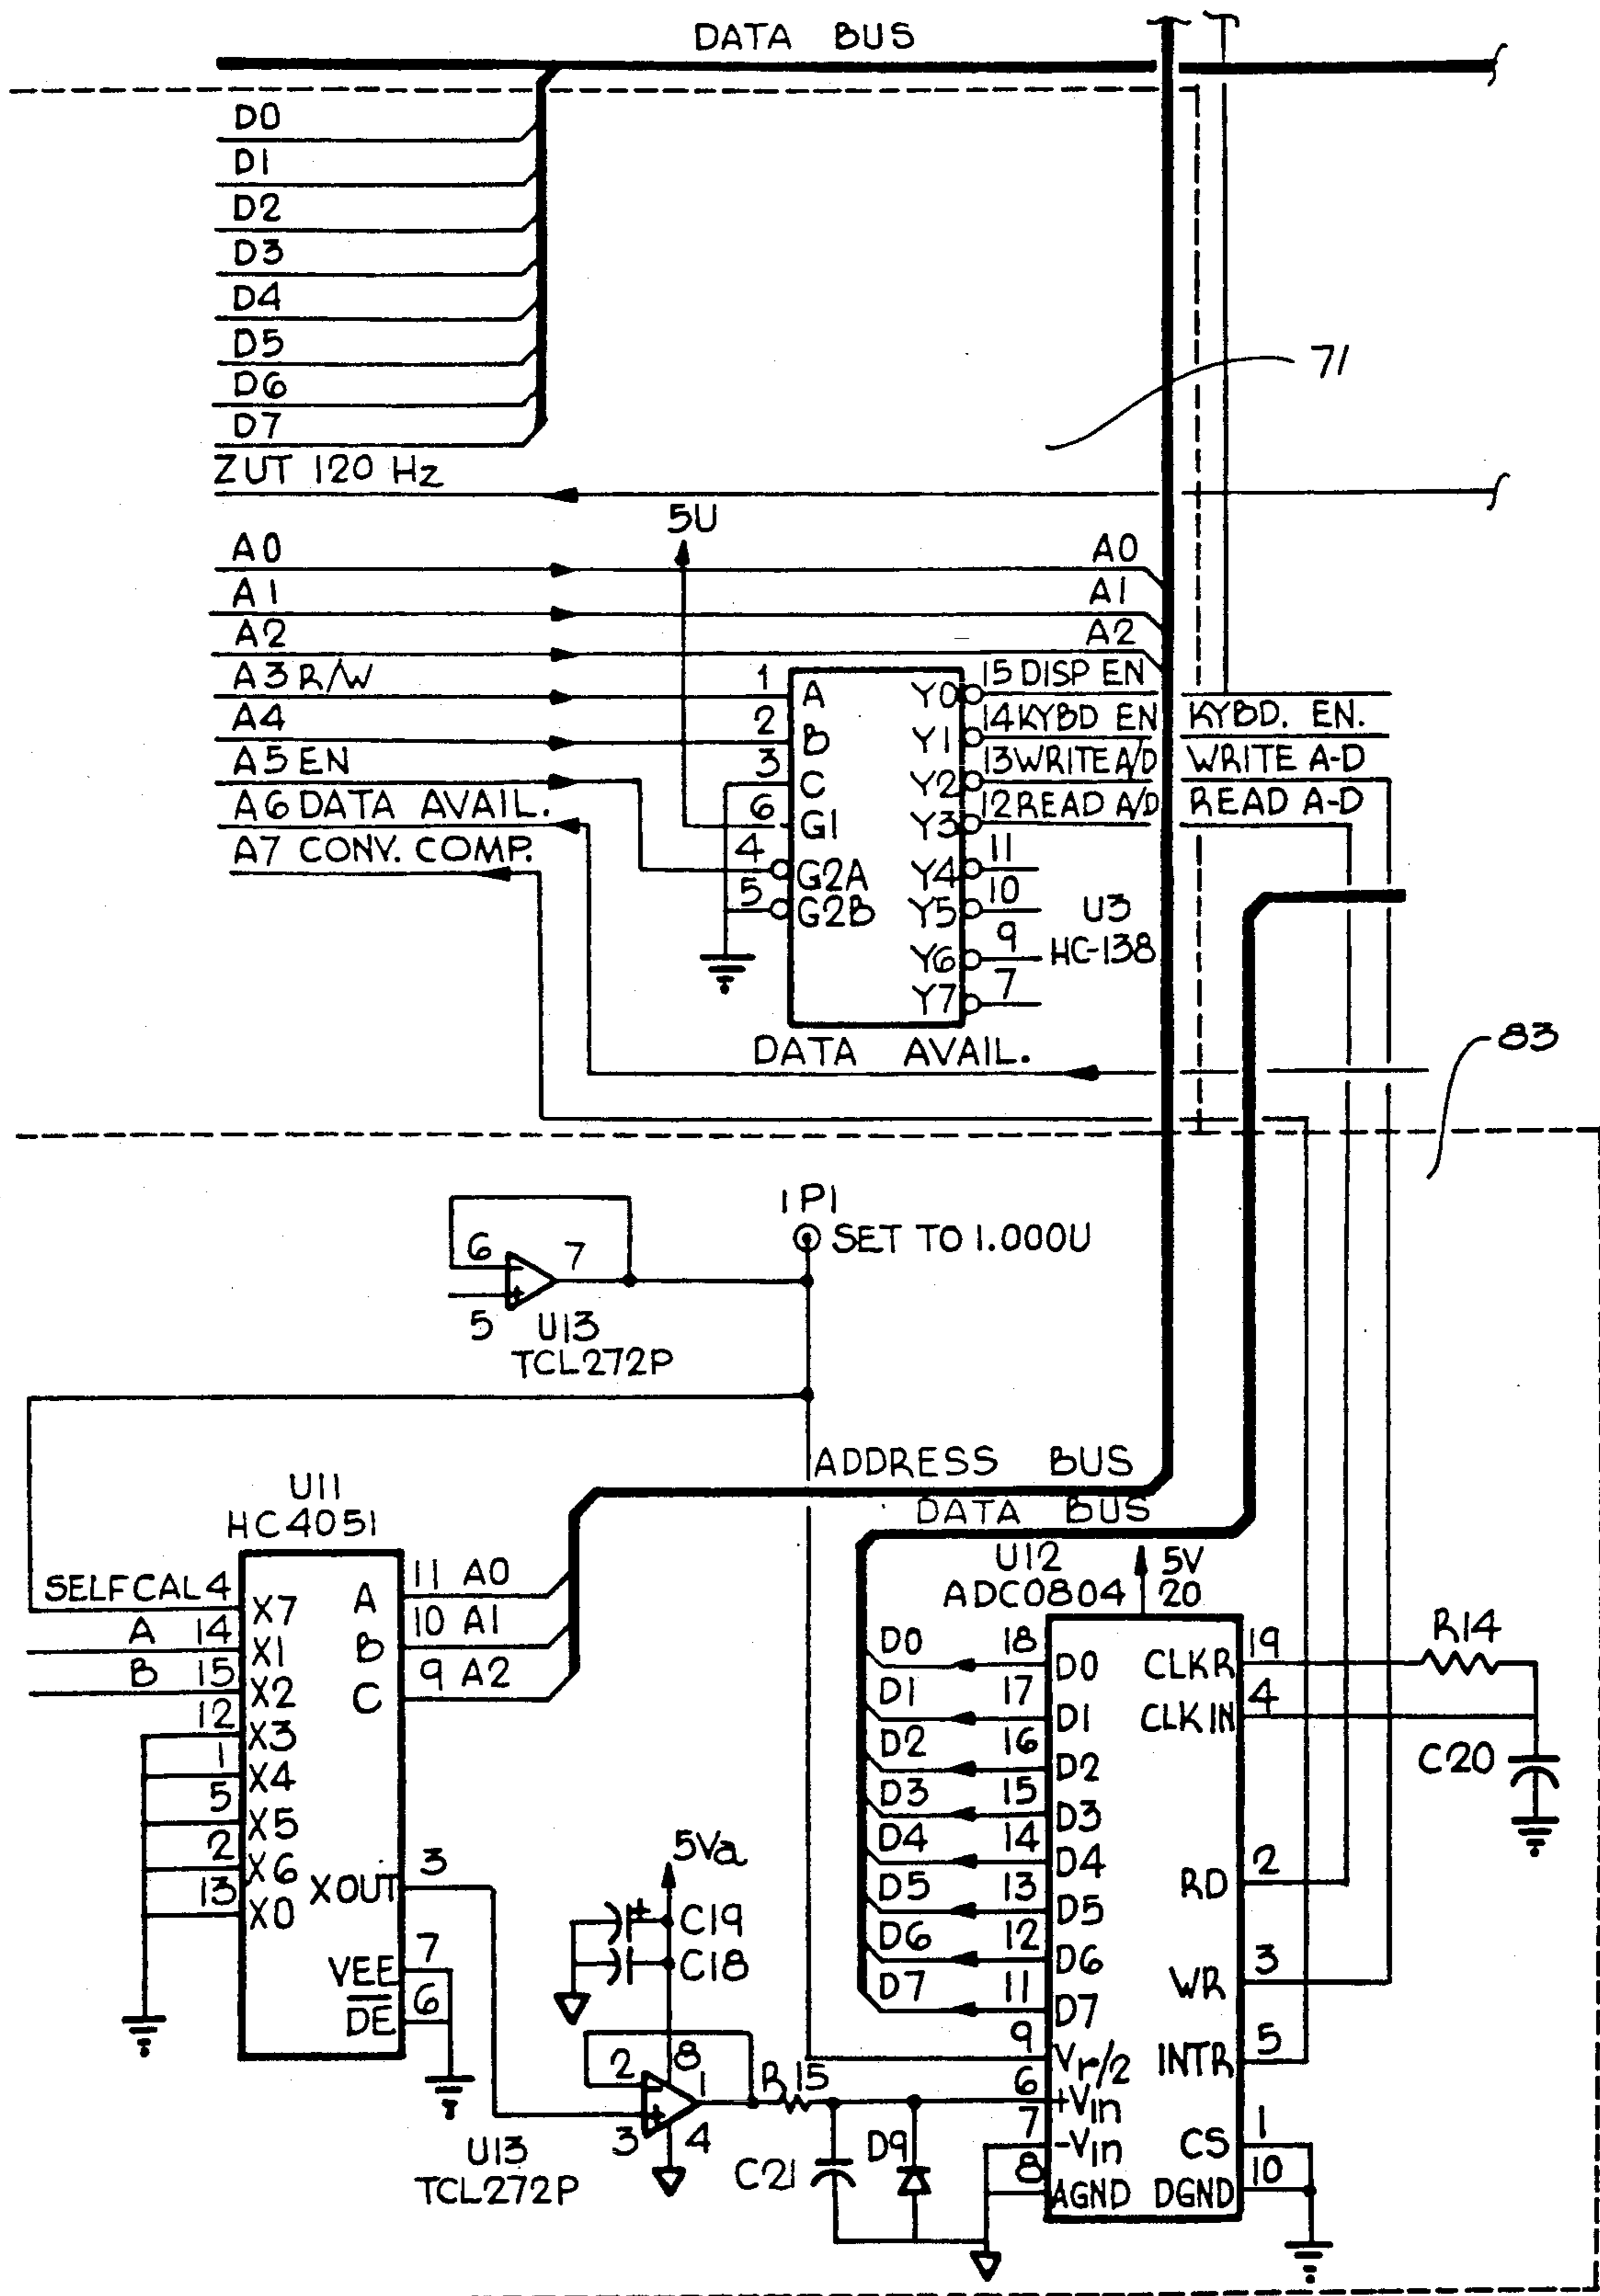 DATA BUS
D0
D1
D2
D3
D4
D5
D6
D7
71
ZUT 120 Hz
5U
A0 A0
A1 A1
A2 A2
A3 R/W 1 A Y0 15 DISP EN
A4 2 B Y1 14 KYBD EN KYBD. EN.
A5 EN 3 C Y2 13 WRITE A/D WRITE A-D
A6 DATA AVAIL. 6 G1 Y3 12 READ A/D READ A-D
A7 CONV. COMP. 4 G2A Y4 11
5 G2B Y5 10 U3
Y6 9 HC-138
Y7 7
DATA AVAIL.
83
1P1
SET TO 1.000U
6 7
5 U13
TCL272P
ADDRESS BUS
DATA BUS
U11
HC4051
SELFCAL 4 X7 A 11 A0
A 14 X1 B 10 A1
B 15 X2 C 9 A2
12 X3
1 X4
5 X5
2 X6
13 X0 XOUT 3
VEE 7
DE 6
U12 5V
ADC0804 20
D0 18 D0 CLKR 19 R14
D1 17 D1 CLKIN 4
D2 16 D2 C20
D3 15 D3
D4 14 D4 RD 2
D5 13 D5
D6 12 D6 WR 3
D7 11 D7
9 Vr/2 INTR 5
6 +Vin
7 -Vin CS 1
8 AGND DGND 10
5Va
+ C19
C18
2 8 1 R15
3 4
U13
TCL272P
C21 D9